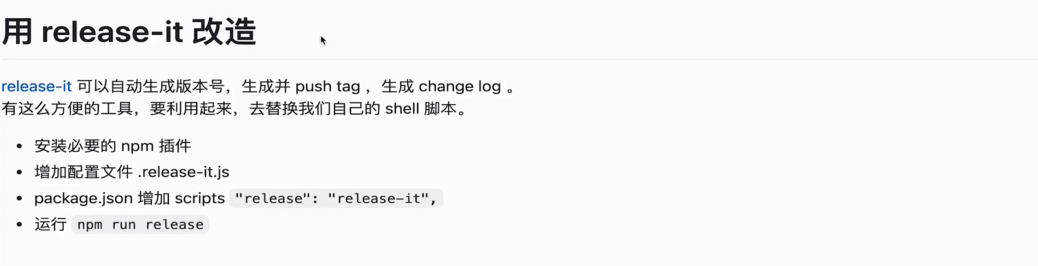 用 release-it 改造
release-it 可以自动生成版本号，生成并 push tag ，生成 change log 。
有这么方便的工具，要利用起来，去替换我们自己的 shell 脚本。
• 安装必要的 npm 插件
• 增加配置文件 .release-it.js
• package.json 增加 scripts "release": "release-it",
• 运行 npm run release